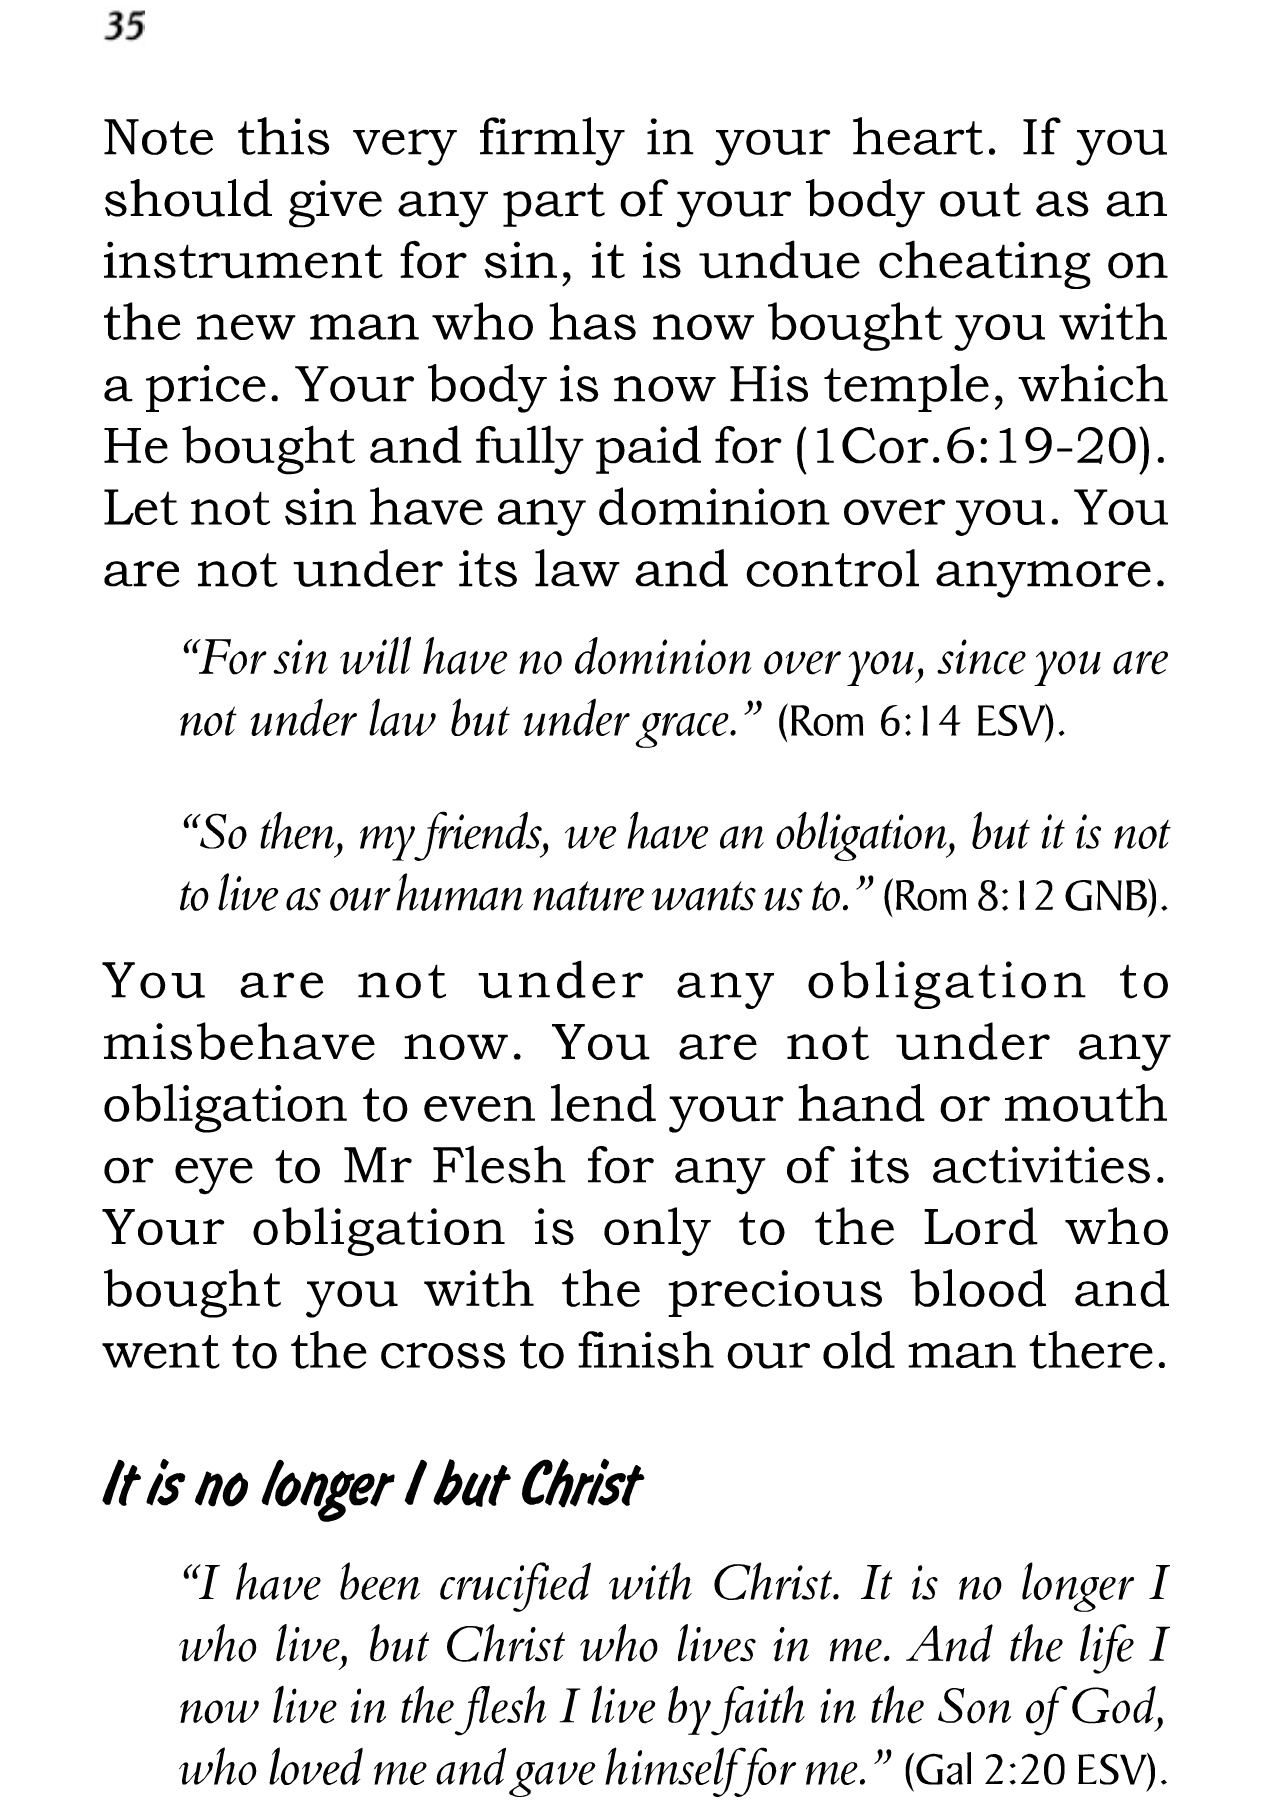 35
Note this very firmly in your heart. If you
should give any part of your body out as an
instrument for sin, it is undue cheating on
the new man who has now bought you with
a price. Your body is now His temple, which
He bought and fully paid for (1Cor.6:19-20).
Let not sin have any dominion over you. You
are not under its law and control anymore.
“For sin will have no dominion over you, since you are
not under law but under grace.” (Rom 6:14 ESV).
“So then, my friends, we have an obligation, but it is not
to live as our human nature wants us to.” (Rom 8:12 GNB).
You are not under any obligation to
misbehave now. You are not under any
obligation to even lend your hand or mouth
or eye to Mr Flesh for any of its activities.
Your obligation is only to the Lord who
bought you with the precious blood and
went to the cross to finish our old man there.
It is no longer I but Christ
“I have been crucified with Christ. It is no longer I
who live, but Christ who lives in me. And the life I
now live in the flesh I live by faith in the Son of God,
who loved me and gave himself for me.” (Gal 2:20 ESV).